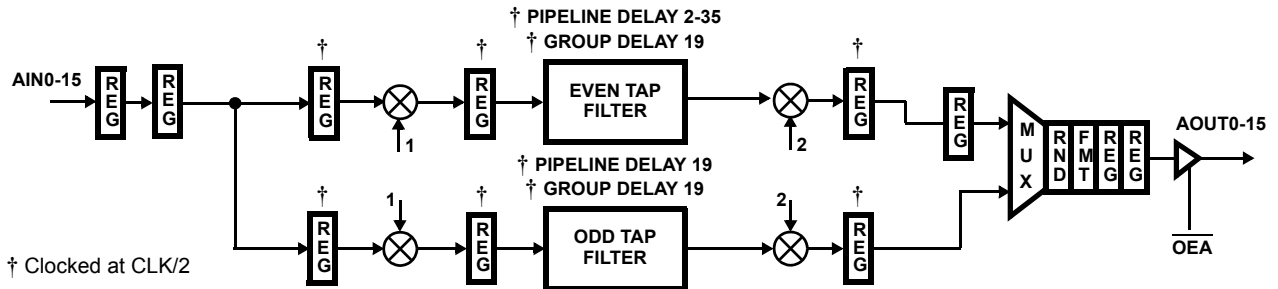 † PIPELINE DELAY 2-35
† GROUP DELAY 19
† † †
AIN0-15
REG
REG
REG
1
REG
EVEN TAP
FILTER
2
REG
REG
MUX
RND
FMT
REG
REG
AOUT0-15
OEA
† PIPELINE DELAY 19
† GROUP DELAY 19
† † †
REG
1
REG
ODD TAP
FILTER
2
REG
† Clocked at CLK/2